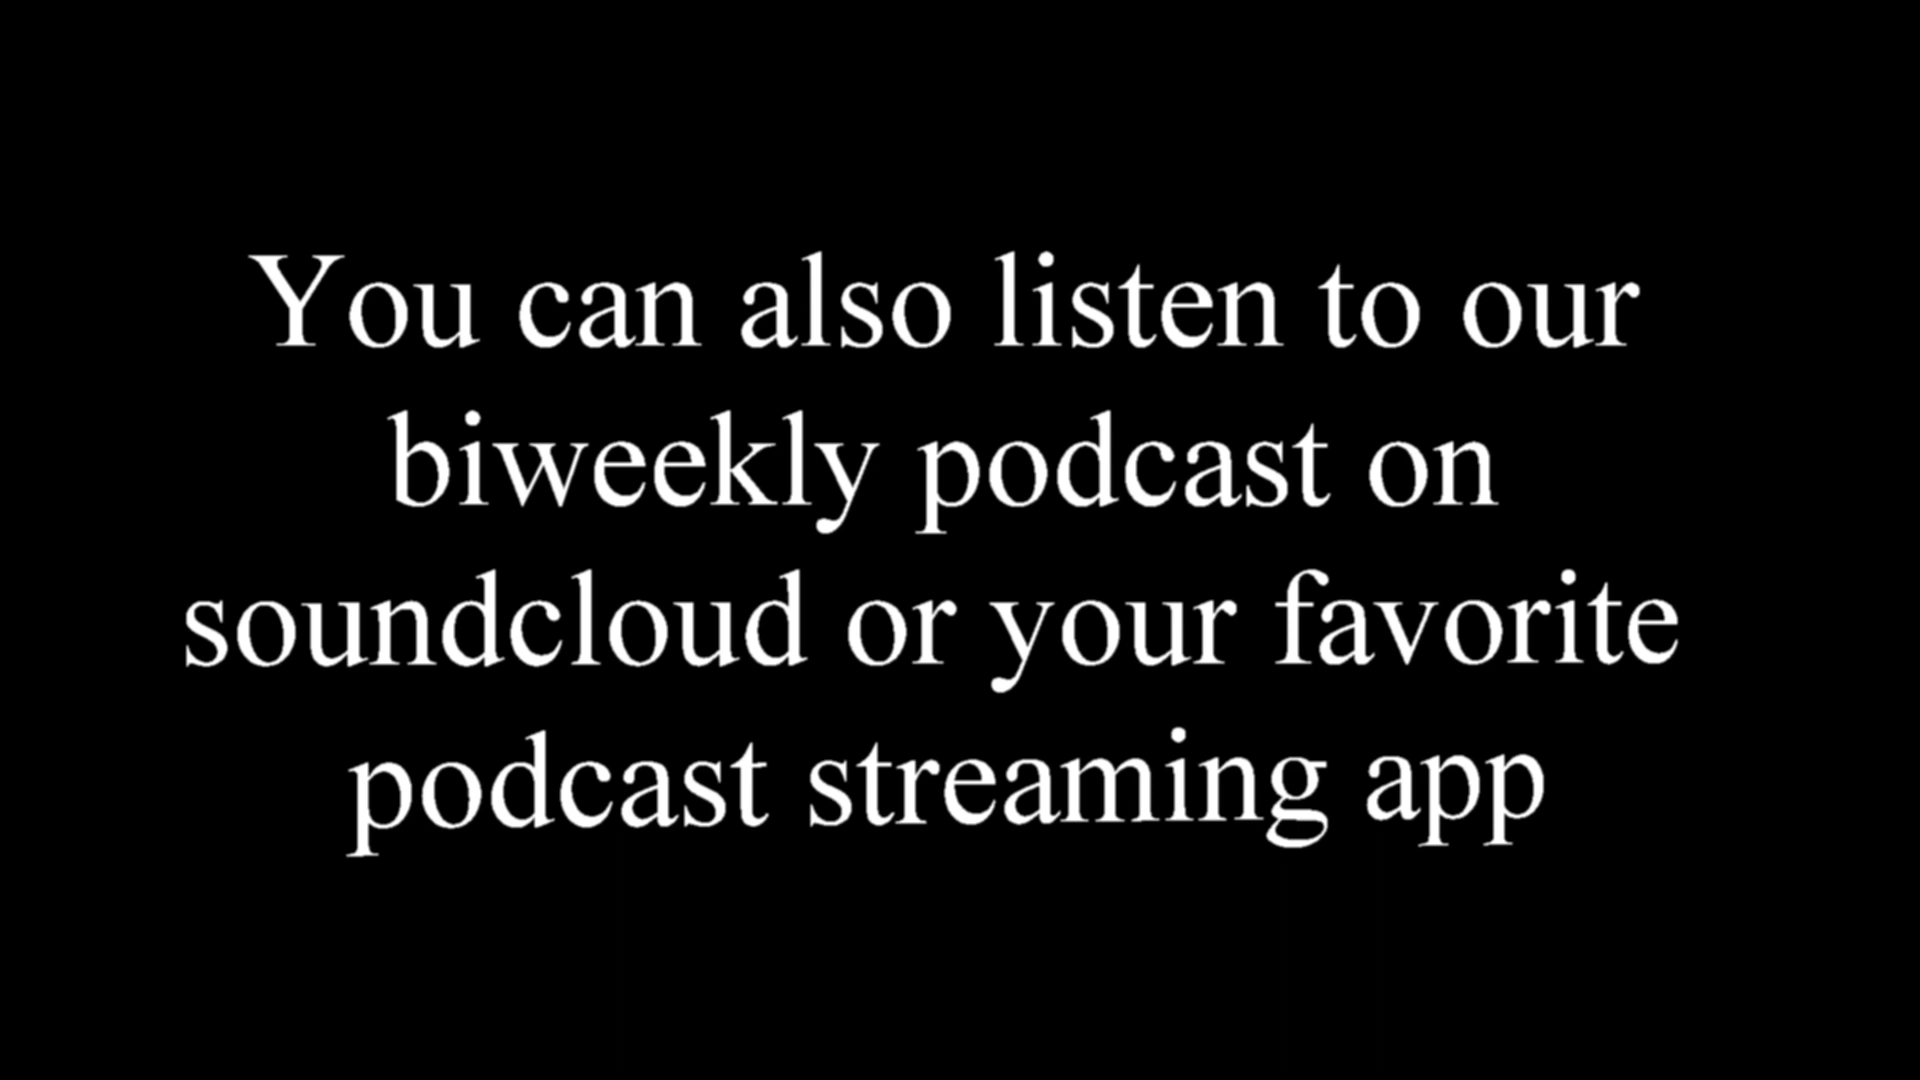 You can also listen to our
biweekly podcast on
soundcloud or your favorite
podcast streaming app